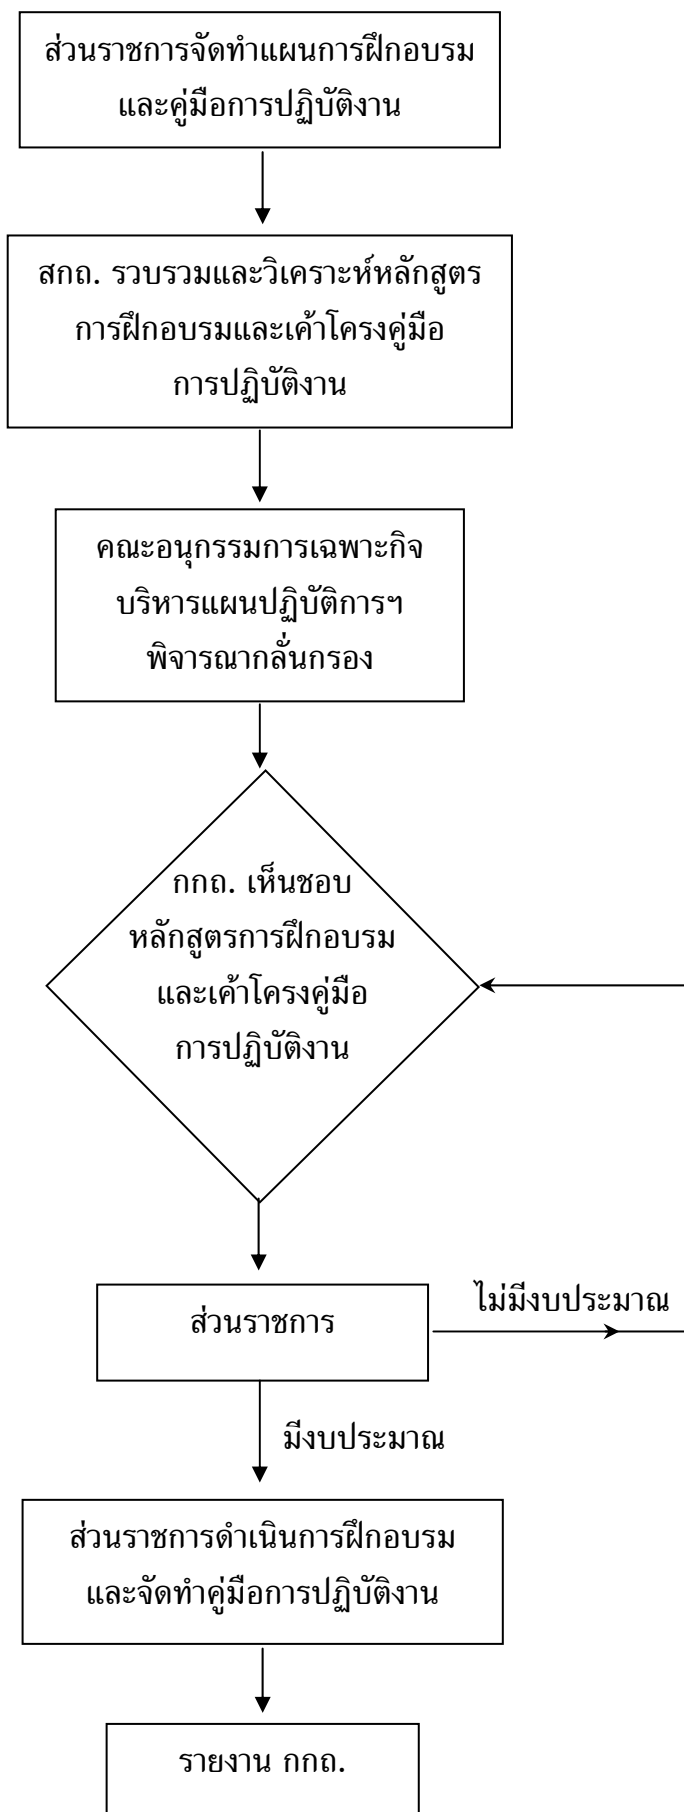 ส่วนราชการจัดทำแผนการฝึกอบรม
และคู่มือการปฏิบัติงาน
สกถ. รวบรวมและวิเคราะห์หลักสูตร
การฝึกอบรมและเค้าโครงคู่มือ
การปฏิบัติงาน
คณะอนุกรรมการเฉพาะกิจ
บริหารแผนปฏิบัติการฯ
พิจารณากลั่นกรอง
กกถ. เห็นชอบ
หลักสูตรการฝึกอบรม
และเค้าโครงคู่มือ
การปฏิบัติงาน
ส่วนราชการ
ไม่มีงบประมาณ
มีงบประมาณ
ส่วนราชการดำเนินการฝึกอบรม
และจัดทำคู่มือการปฏิบัติงาน
รายงาน กกถ.